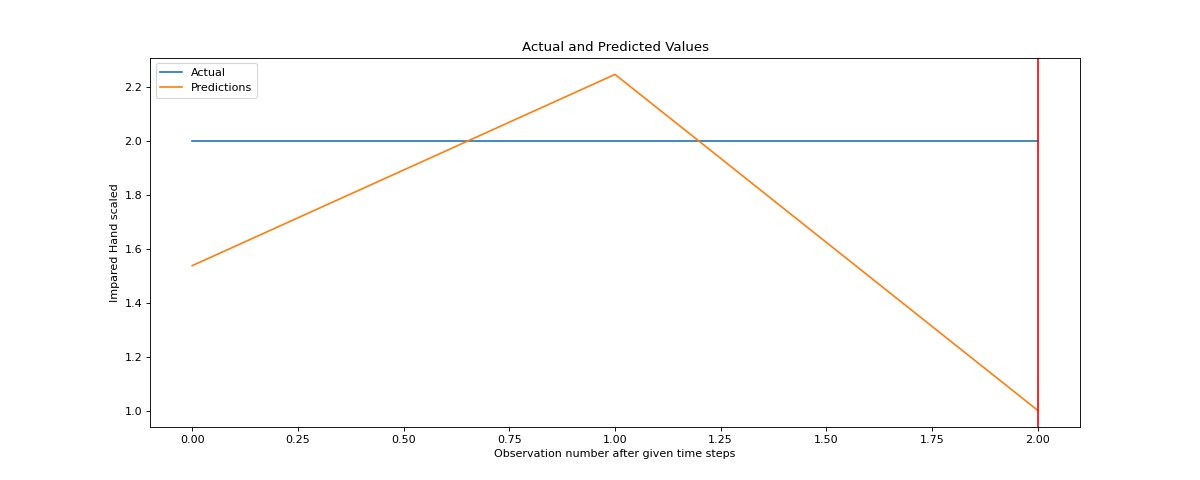 Actual and Predicted Values
Actual
Predictions
Impared Hand scaled
2.2
2.0
1.8
1.6
1.4
1.2
1.0
0.00 0.25 0.50 0.75 1.00 1.25 1.50 1.75 2.00
Observation number after given time steps